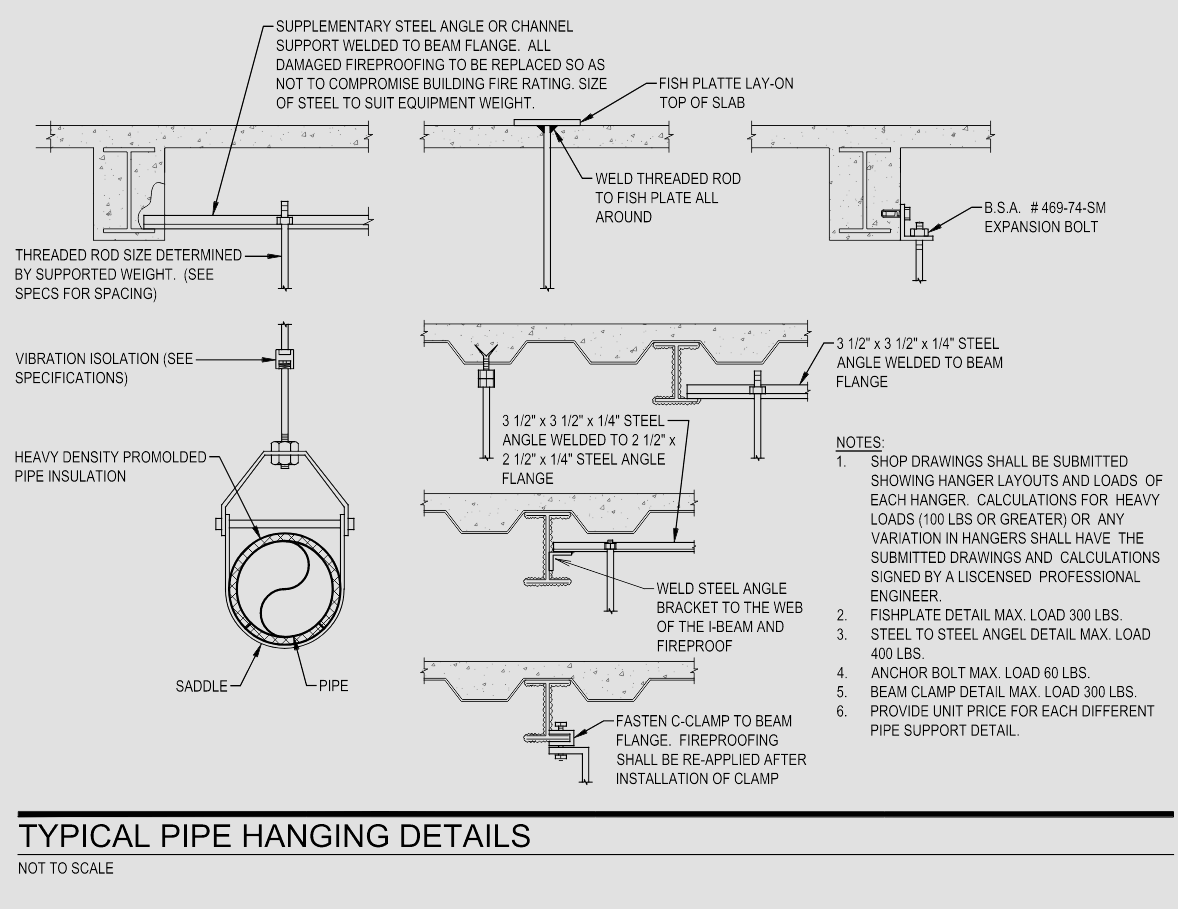 SUPPLEMENTARY STEEL ANGLE OR CHANNEL
SUPPORT WELDED TO BEAM FLANGE. ALL
DAMAGED FIREPROOFING TO BE REPLACED SO AS
NOT TO COMPROMISE BUILDING FIRE RATING. SIZE
OF STEEL TO SUIT EQUIPMENT WEIGHT.
FISH PLATTE LAY-ON
TOP OF SLAB
WELD THREADED ROD
TO FISH PLATE ALL
AROUND
B.S.A. # 469-74-SM
EXPANSION BOLT
THREADED ROD SIZE DETERMINED
BY SUPPORTED WEIGHT. (SEE
SPECS FOR SPACING)
VIBRATION ISOLATION (SEE
SPECIFICATIONS)
3 1/2" x 3 1/2" x 1/4" STEEL
ANGLE WELDED TO BEAM
FLANGE
3 1/2" x 3 1/2" x 1/4" STEEL
ANGLE WELDED TO 2 1/2" x
2 1/2" x 1/4" STEEL ANGLE
FLANGE
HEAVY DENSITY PROMOLDED
PIPE INSULATION
WELD STEEL ANGLE
BRACKET TO THE WEB
OF THE I-BEAM AND
FIREPROOF
SADDLE
PIPE
FASTEN C-CLAMP TO BEAM
FLANGE. FIREPROOFING
SHALL BE RE-APPLIED AFTER
INSTALLATION OF CLAMP
NOTES:
1. SHOP DRAWINGS SHALL BE SUBMITTED
SHOWING HANGER LAYOUTS AND LOADS OF
EACH HANGER. CALCULATIONS FOR HEAVY
LOADS (100 LBS OR GREATER) OR ANY
VARIATION IN HANGERS SHALL HAVE THE
SUBMITTED DRAWINGS AND CALCULATIONS
SIGNED BY A LISCENSED PROFESSIONAL
ENGINEER.
2. FISHPLATE DETAIL MAX. LOAD 300 LBS.
3. STEEL TO STEEL ANGEL DETAIL MAX. LOAD
400 LBS.
4. ANCHOR BOLT MAX. LOAD 60 LBS.
5. BEAM CLAMP DETAIL MAX. LOAD 300 LBS.
6. PROVIDE UNIT PRICE FOR EACH DIFFERENT
PIPE SUPPORT DETAIL.
TYPICAL PIPE HANGING DETAILS
NOT TO SCALE